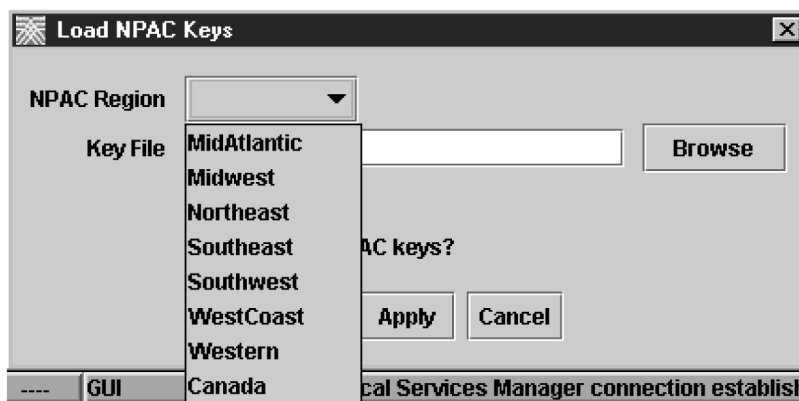 Load NPAC Keys
NPAC Region
Key File
MidAtlantic
Browse
Midwest
Northeast
Southeast
AC keys?
Southwest
WestCoast
Apply
Cancel
Western
---- GUI
Canada
cal Services Manager connection establish